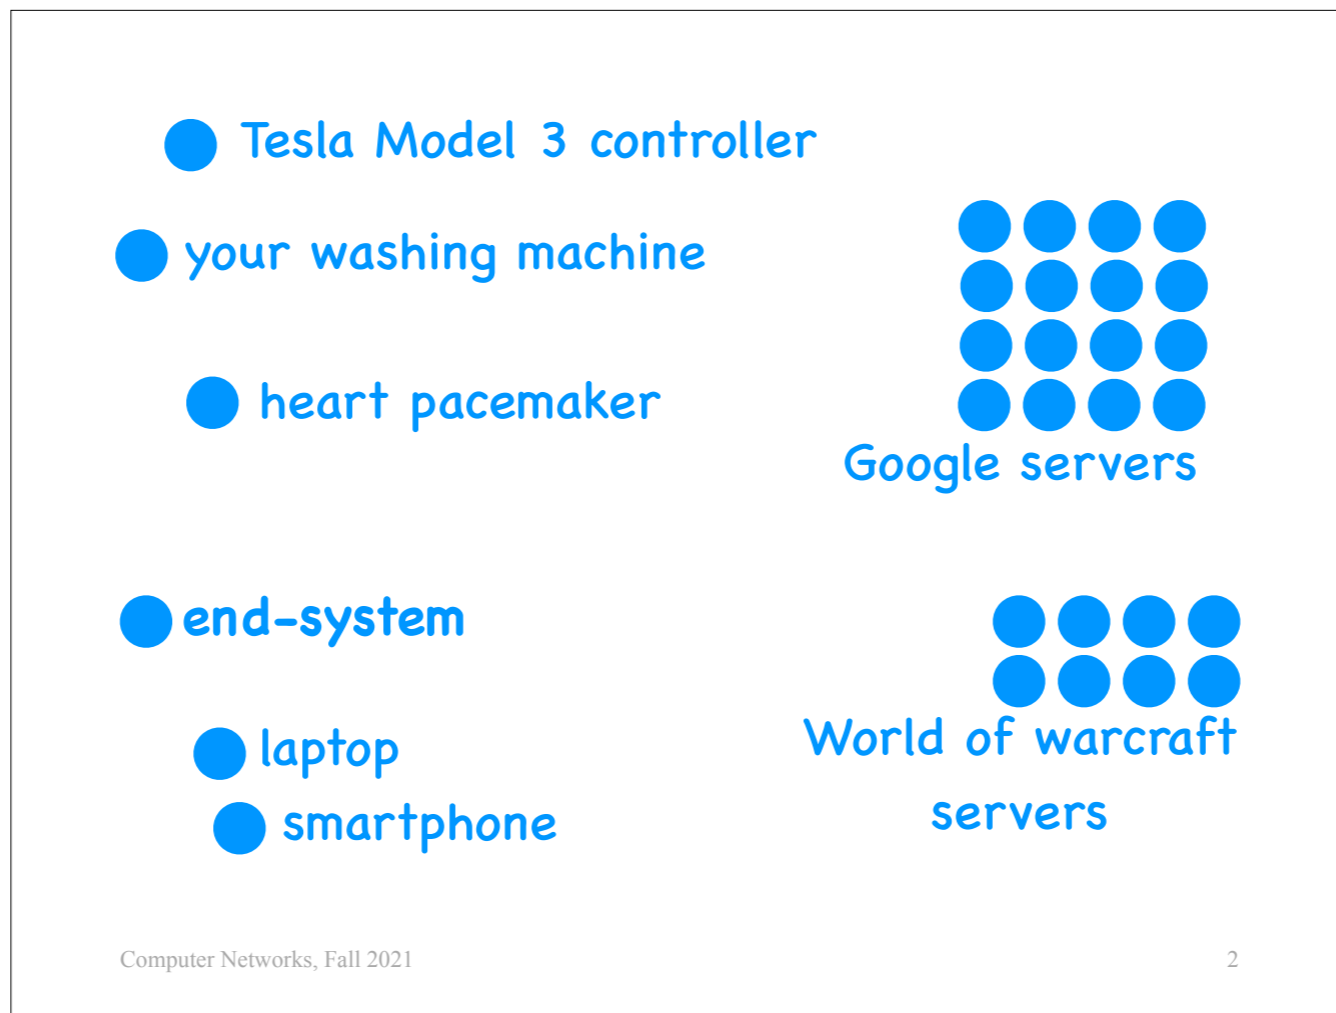 Tesla Model 3 controller
your washing machine
heart pacemaker
Google servers
end-system
laptop
smartphone
World of warcraft
servers
Computer Networks, Fall 2021
2